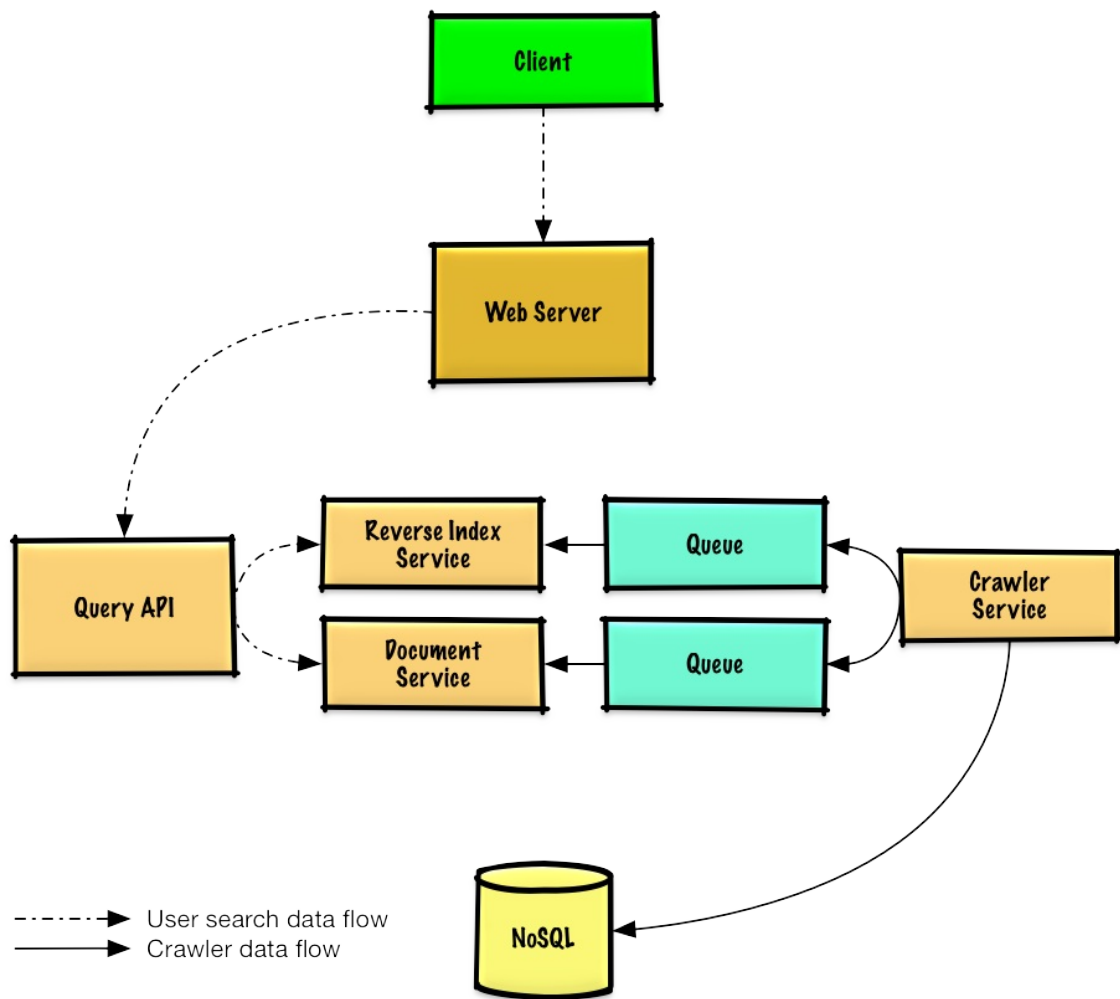 Client
Web Server
Reverse Index
Service
Queue
Crawler
Service
Query API
Document
Service
Queue
User search data flow
Crawler data flow
NoSQL